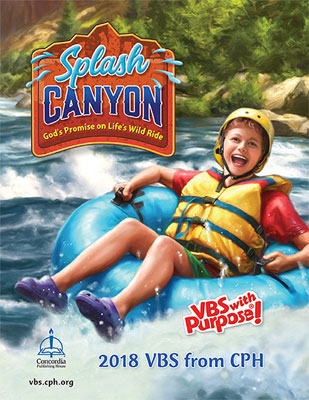 Splash
CANYON
God's Promise on Life's Wild Ride
VBS with
Purpose!
Concordia
Publishing House
2018 VBS from CPH
vbs.cph.org